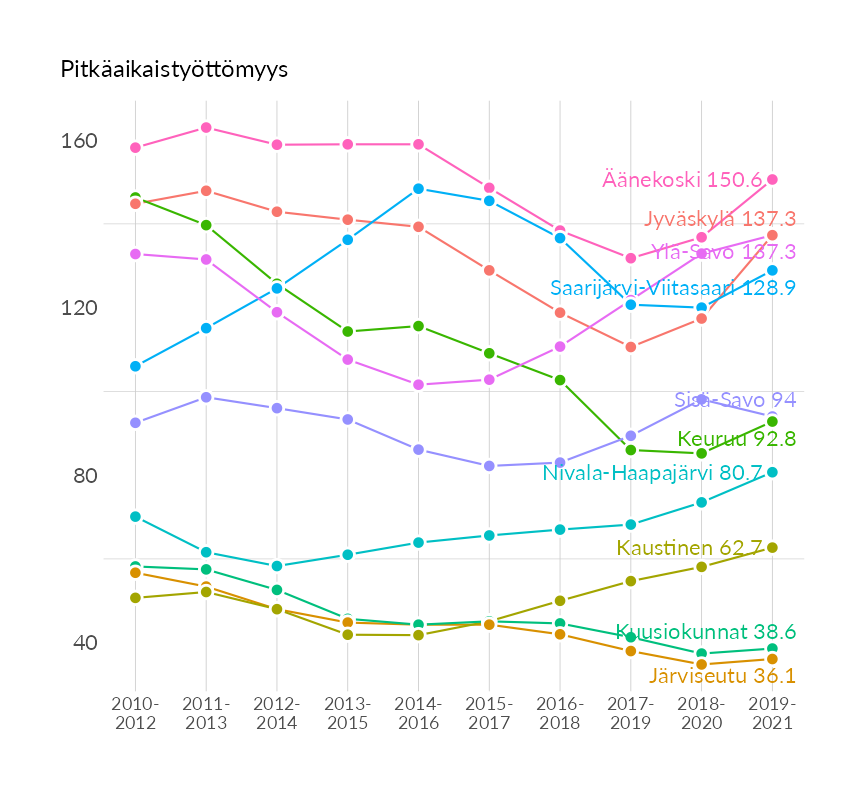 Pitkäaikaistyöttömyys
160
Äänekoski 150.6
Jyväskylä 137.3
Ylä-Savo 137.3
Saarijärvi-Viitasaari 128.9
120
Sisä-Savo 94
Keuruu 92.8
80
Nivala-Haapajärvi 80.7
Kaustinen 62.7
Kuusiokunnat 38.6
40
Järviseutu 36.1
2010- 2011- 2012- 2013- 2014- 2015- 2016- 2017- 2018- 2019-
2012 2013 2014 2015 2016 2017 2018 2019 2020 2021